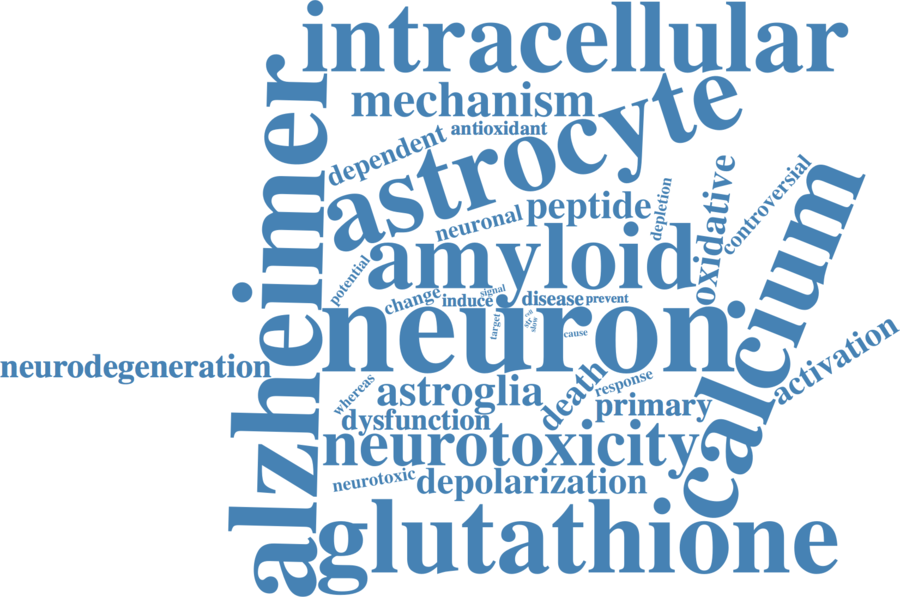 intracellular
mechanism
antioxidant
dependent
astrocyte
alzheimer
peptide
neuronal
depletion
oxidative
controversial
calcium
amyloid
potential
change
induce
signal
disease
prevent
neuron
target
slow
cause
neurodegeneration
activation
whereas
astroglia
death
response
primary
dysfunction
neurotoxicity
neurotoxic
depolarization
glutathione